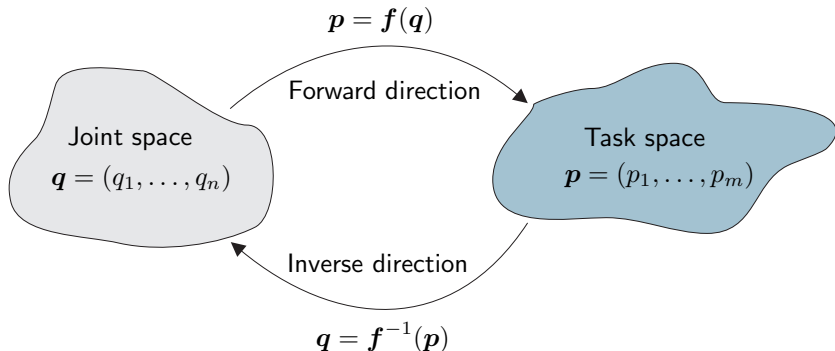 p = f(q)
Forward direction
Joint space
q = (q₁, . . . , qₙ)
Task space
p = (p₁, . . . , pₘ)
Inverse direction
q = f⁻¹(p)